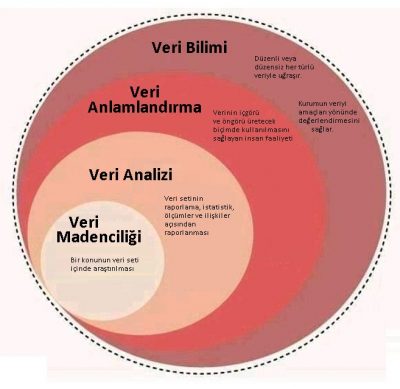 Veri Bilimi
Düzenli veya
düzensiz her türlü
veriyle uğraşır.
Kurumun veriyi
amaçları yönünde
değerlendirmesini
sağlar.
Veri
Anlamlandırma
Verinin içgörü
ve öngörü üretecek
biçimde kullanılmasını
sağlayan insan faaliyeti
Veri Analizi
Veri setinin
raporlama, istatistik,
ölçümler ve ilişkiler
açısından
raporlanması
Veri
Madenciliği
Bir konunun veri seti
içinde araştırılması